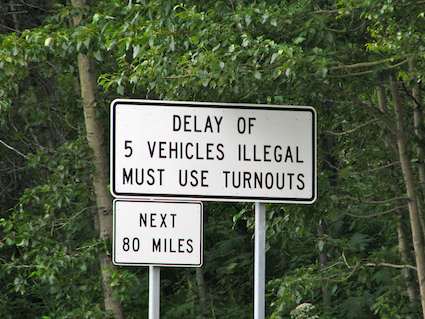 DELAY OF
5 VEHICLES ILLEGAL
MUST USE TURNOUTS
NEXT
80 MILES